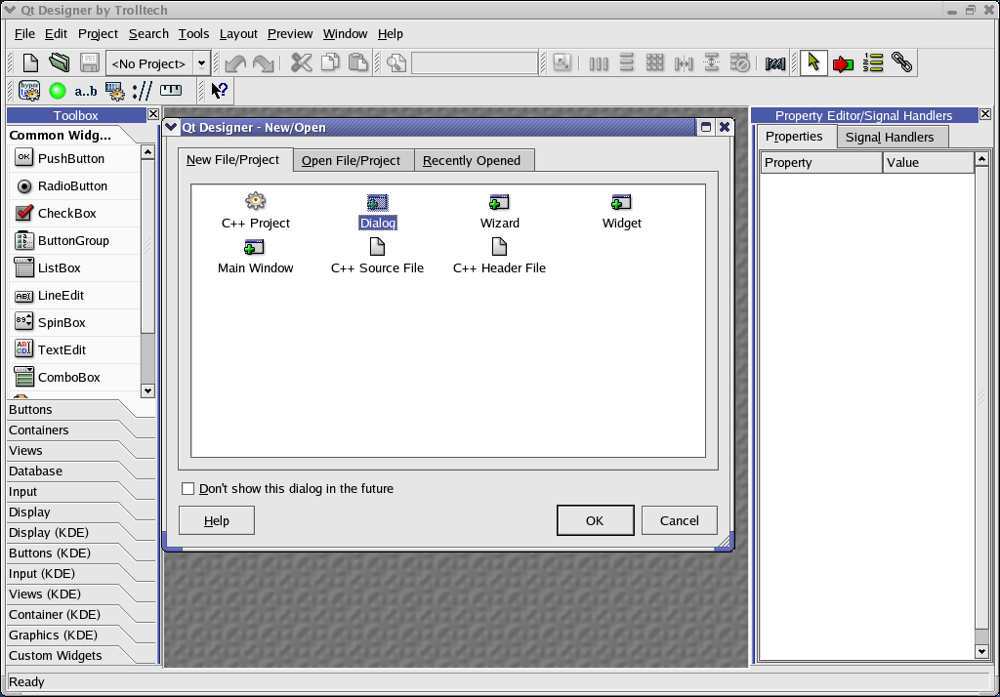 Qt Designer by Trolltech
File Edit Project Search Tools Layout Preview Window Help
<No Project>
a..b ://
Toolbox
Common Widg...
OK PushButton
RadioButton
CheckBox
ButtonGroup
ListBox
ABI LineEdit
89 SpinBox
TextEdit
ComboBox
Buttons
Containers
Views
Database
Input
Display
Display (KDE)
Buttons (KDE)
Input (KDE)
Views (KDE)
Container (KDE)
Graphics (KDE)
Custom Widgets
Qt Designer - New/Open
New File/Project Open File/Project Recently Opened
C++ Project Dialog Wizard Widget
Main Window C++ Source File C++ Header File
Don't show this dialog in the future
Help OK Cancel
Property Editor/Signal Handlers
Properties Signal Handlers
Property Value
Ready